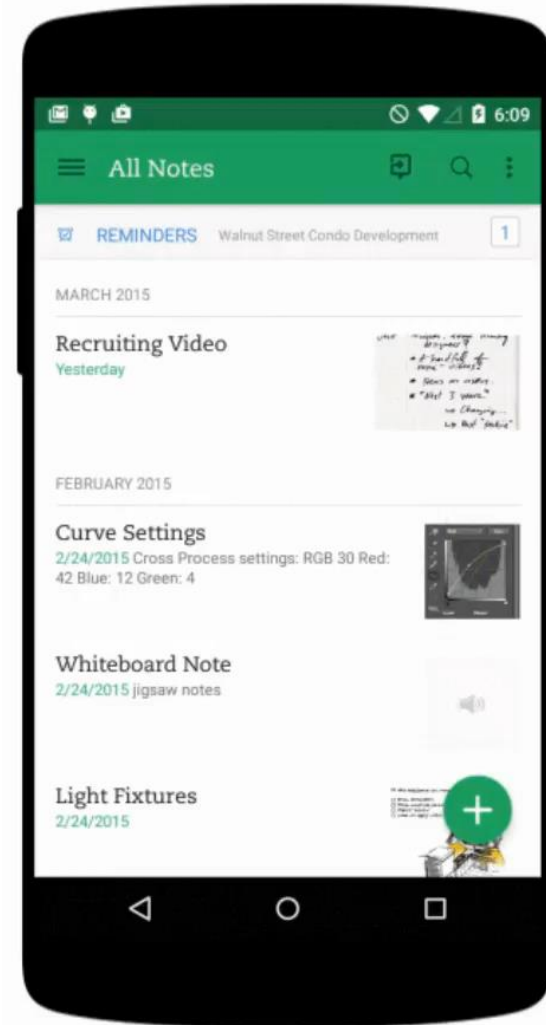 6:09
All Notes
REMINDERS Walnut Street Condo Development 1
MARCH 2015
Recruiting Video
Yesterday
FEBRUARY 2015
Curve Settings
2/24/2015 Cross Process settings: RGB 30 Red:
42 Blue: 12 Green: 4
Whiteboard Note
2/24/2015 jigsaw notes
Light Fixtures
2/24/2015